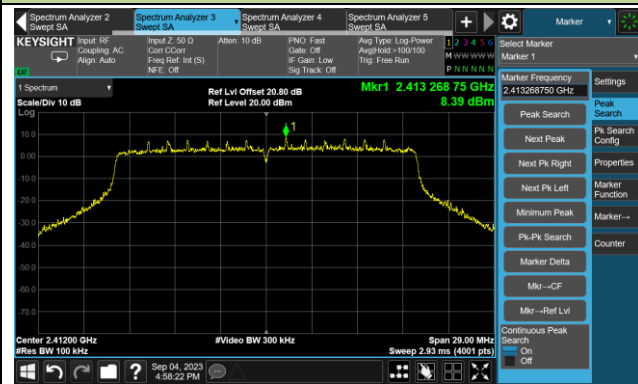 Spectrum Analyzer 2
Swept SA
Spectrum Analyzer 3
Swept SA
Spectrum Analyzer 4
Swept SA
Spectrum Analyzer 5
Swept SA
+
Marker
KEYSIGHT
Input: RF
Coupling: AC
Align: Auto
Input Z: 50 Ω
Corr CCorr
Freq Ref: Int (S)
NFE: Off
Atten: 10 dB
PNO: Fast
Gate: Off
IF Gain: Low
Sig Track: Off
Avg Type: Log-Power
Avg|Hold:>100/100
Trig: Free Run
1 2 3 4 5 6
M W W W W W
P N N N N N
Select Marker
Marker 1
1 Spectrum
Scale/Div 10 dB
Log
Ref Lvl Offset 20.80 dB
Ref Level 20.00 dBm
Mkr1 2.413 268 75 GHz
8.39 dBm
1
10.0
0.00
-10.0
-20.0
-30.0
-40.0
-50.0
-60.0
-70.0
Center 2.41200 GHz
#Res BW 100 kHz
#Video BW 300 kHz
Span 29.00 MHz
Sweep 2.93 ms (4001 pts)
Marker Frequency
2.413268750 GHz
Peak Search
Next Peak
Next Pk Right
Next Pk Left
Minimum Peak
Pk-Pk Search
Marker Delta
Mkr→CF
Mkr→Ref Lvl
Continuous Peak
Search
On
Off
Settings
Peak
Search
Pk Search
Config
Properties
Marker
Function
Marker→
Counter
?
Sep 04, 2023
4:58:22 PM